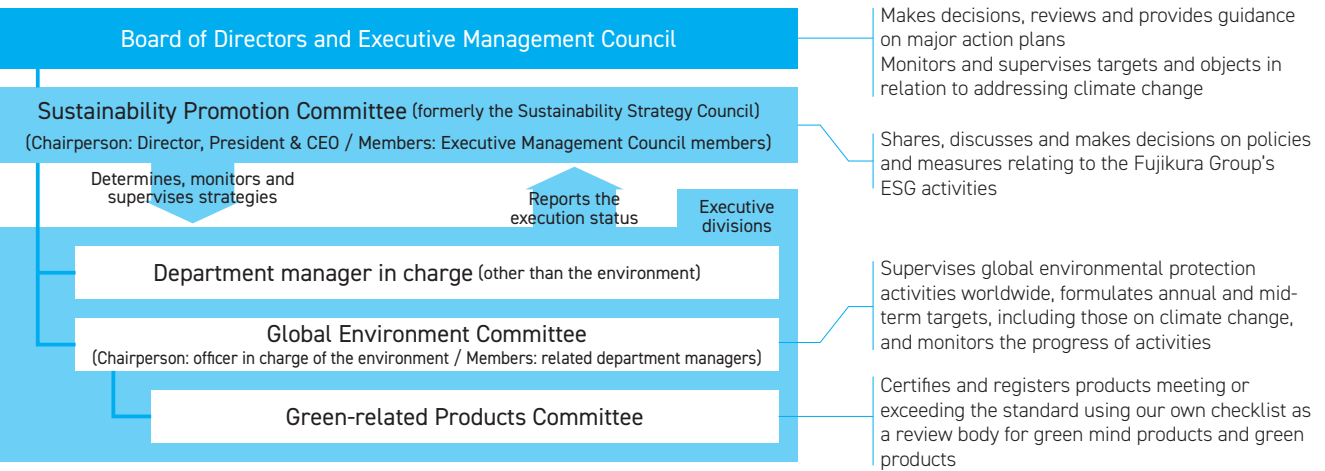 Board of Directors and Executive Management Council
Makes decisions, reviews and provides guidance
on major action plans
Monitors and supervises targets and objects in
relation to addressing climate change
Sustainability Promotion Committee (formerly the Sustainability Strategy Council)
(Chairperson: Director, President & CEO / Members: Executive Management Council members)
Shares, discusses and makes decisions on policies
and measures relating to the Fujikura Group's
ESG activities
Determines, monitors and
supervises strategies
Reports the
execution status
Executive
divisions
Department manager in charge (other than the environment)
Global Environment Committee
(Chairperson: officer in charge of the environment / Members: related department managers)
Supervises global environmental protection
activities worldwide, formulates annual and mid-
term targets, including those on climate change,
and monitors the progress of activities
Green-related Products Committee
Certifies and registers products meeting or
exceeding the standard using our own checklist as
a review body for green mind products and green
products